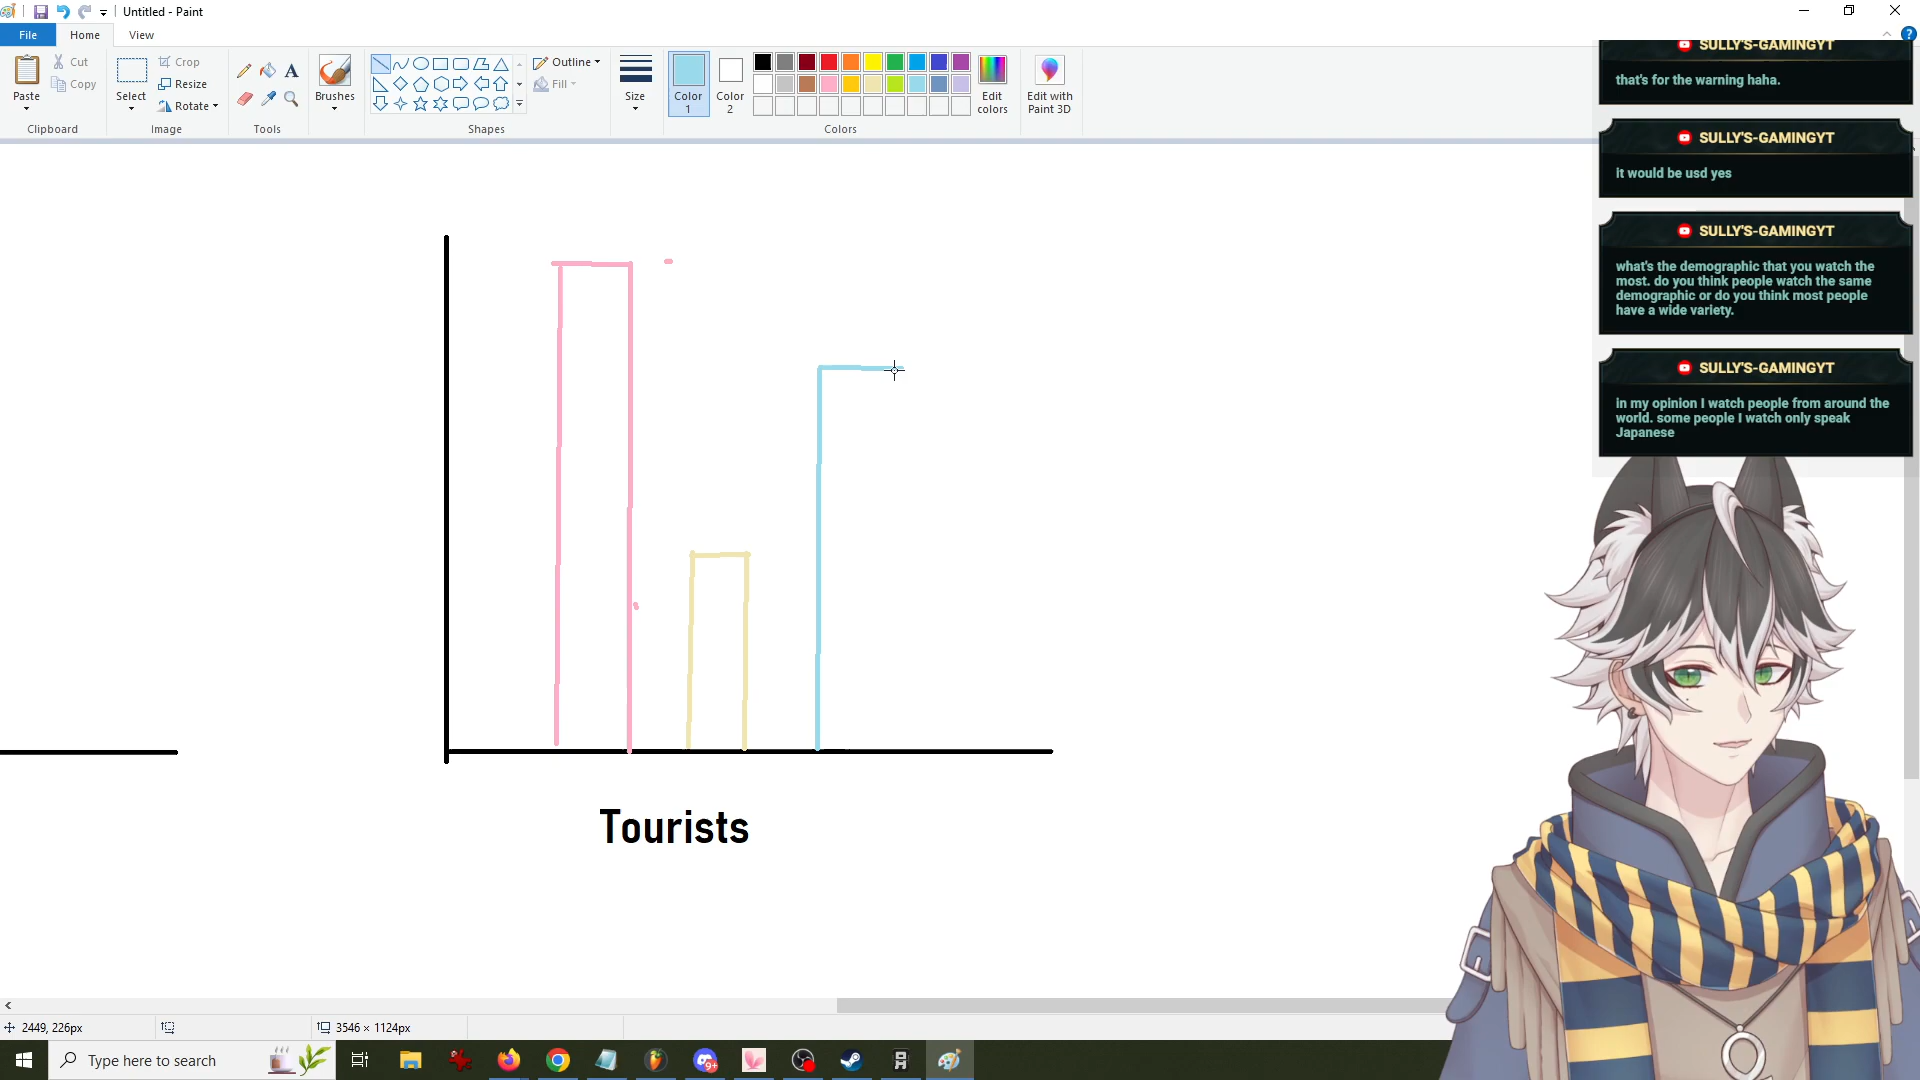 Untitled - Paint
File
Home
View
Paste
Cut
Copy
Clipboard
Select
Crop
Resize
Rotate
Image
Tools
Brushes
Shapes
Outline
Fill
Size
Color
1
Color
2
Colors
Edit
colors
Edit with
Paint 3D
SULLY'S-GAMINGYT
that's for the warning haha.
SULLY'S-GAMINGYT
it would be usd yes
SULLY'S-GAMINGYT
what's the demographic that you watch the
most. do you think people watch the same
demographic or do you think most people
have a wide variety.
SULLY'S-GAMINGYT
in my opinion I watch people from around the
world. some people I watch only speak
Japanese
Tourists
2449, 226px
3546 × 1124px
Type here to search
9+